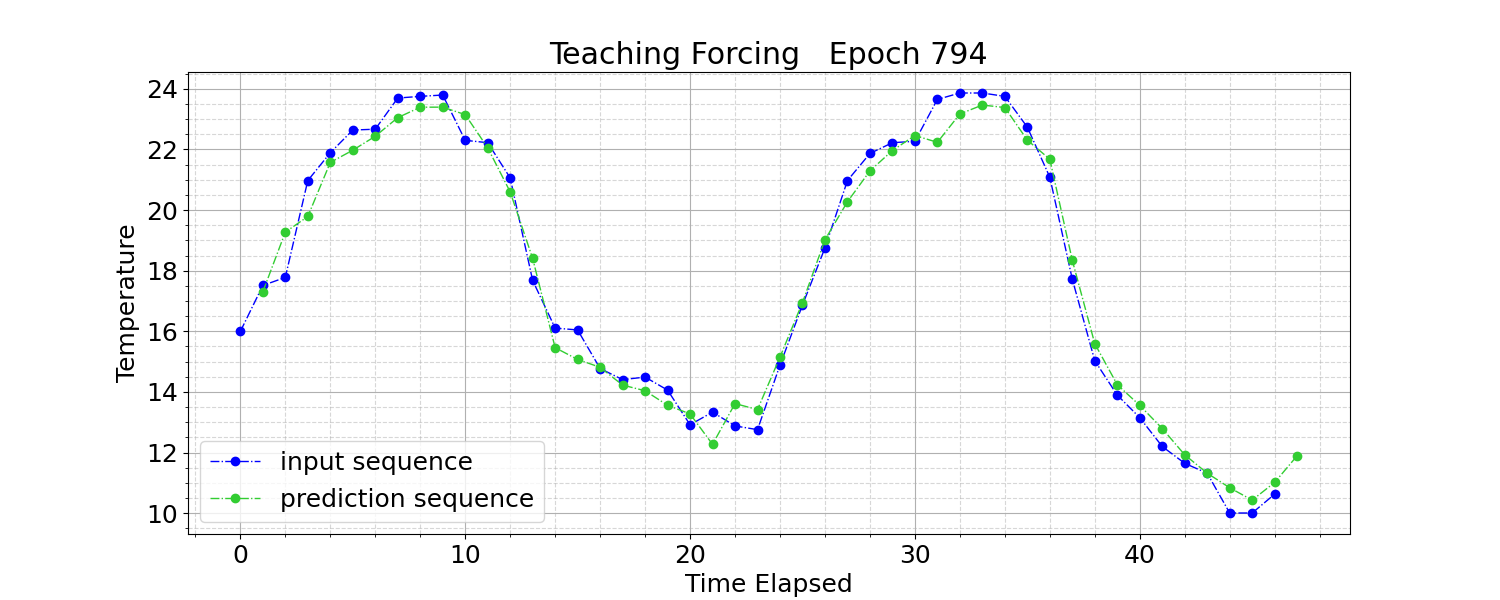 Teaching Forcing   Epoch 794
24
22
20
18
16
14
12
10
Temperature
input sequence
prediction sequence
0 10 20 30 40
Time Elapsed